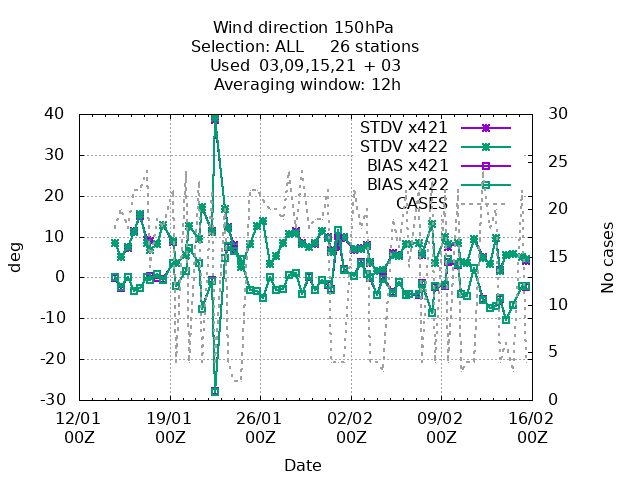 Wind direction 150hPa
Selection: ALL 26 stations
Used 03,09,15,21 + 03
Averaging window: 12h
40 30
STDV x421
25
30 STDV x422
BIAS x421
20 BIAS x422 20
CASES
10 15
deg No cases
0 10
-10
5
-20
-30 0
12/01 19/01 26/01 02/02 09/02 16/02
00Z 00Z 00Z 00Z 00Z 00Z
Date